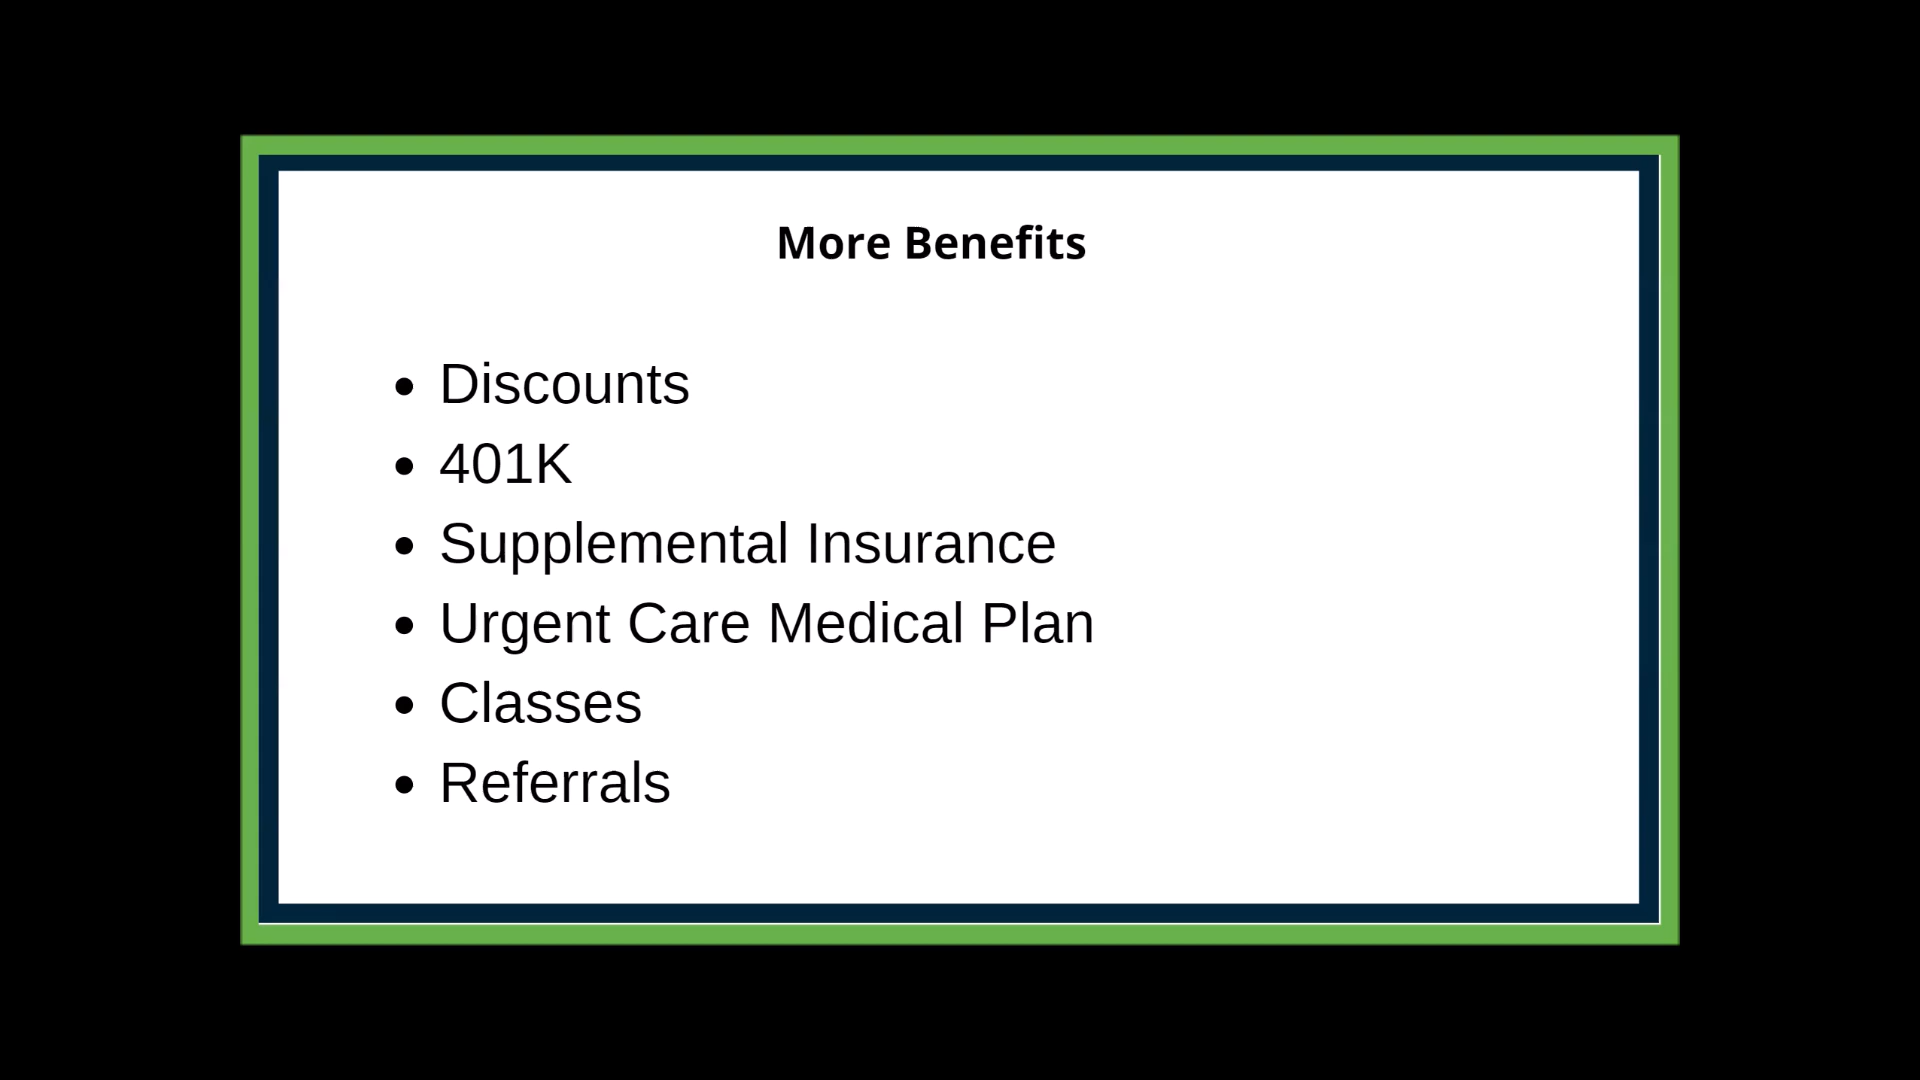 More Benefits
• Discounts
• 401K
• Supplemental Insurance
• Urgent Care Medical Plan
• Classes
• Referrals